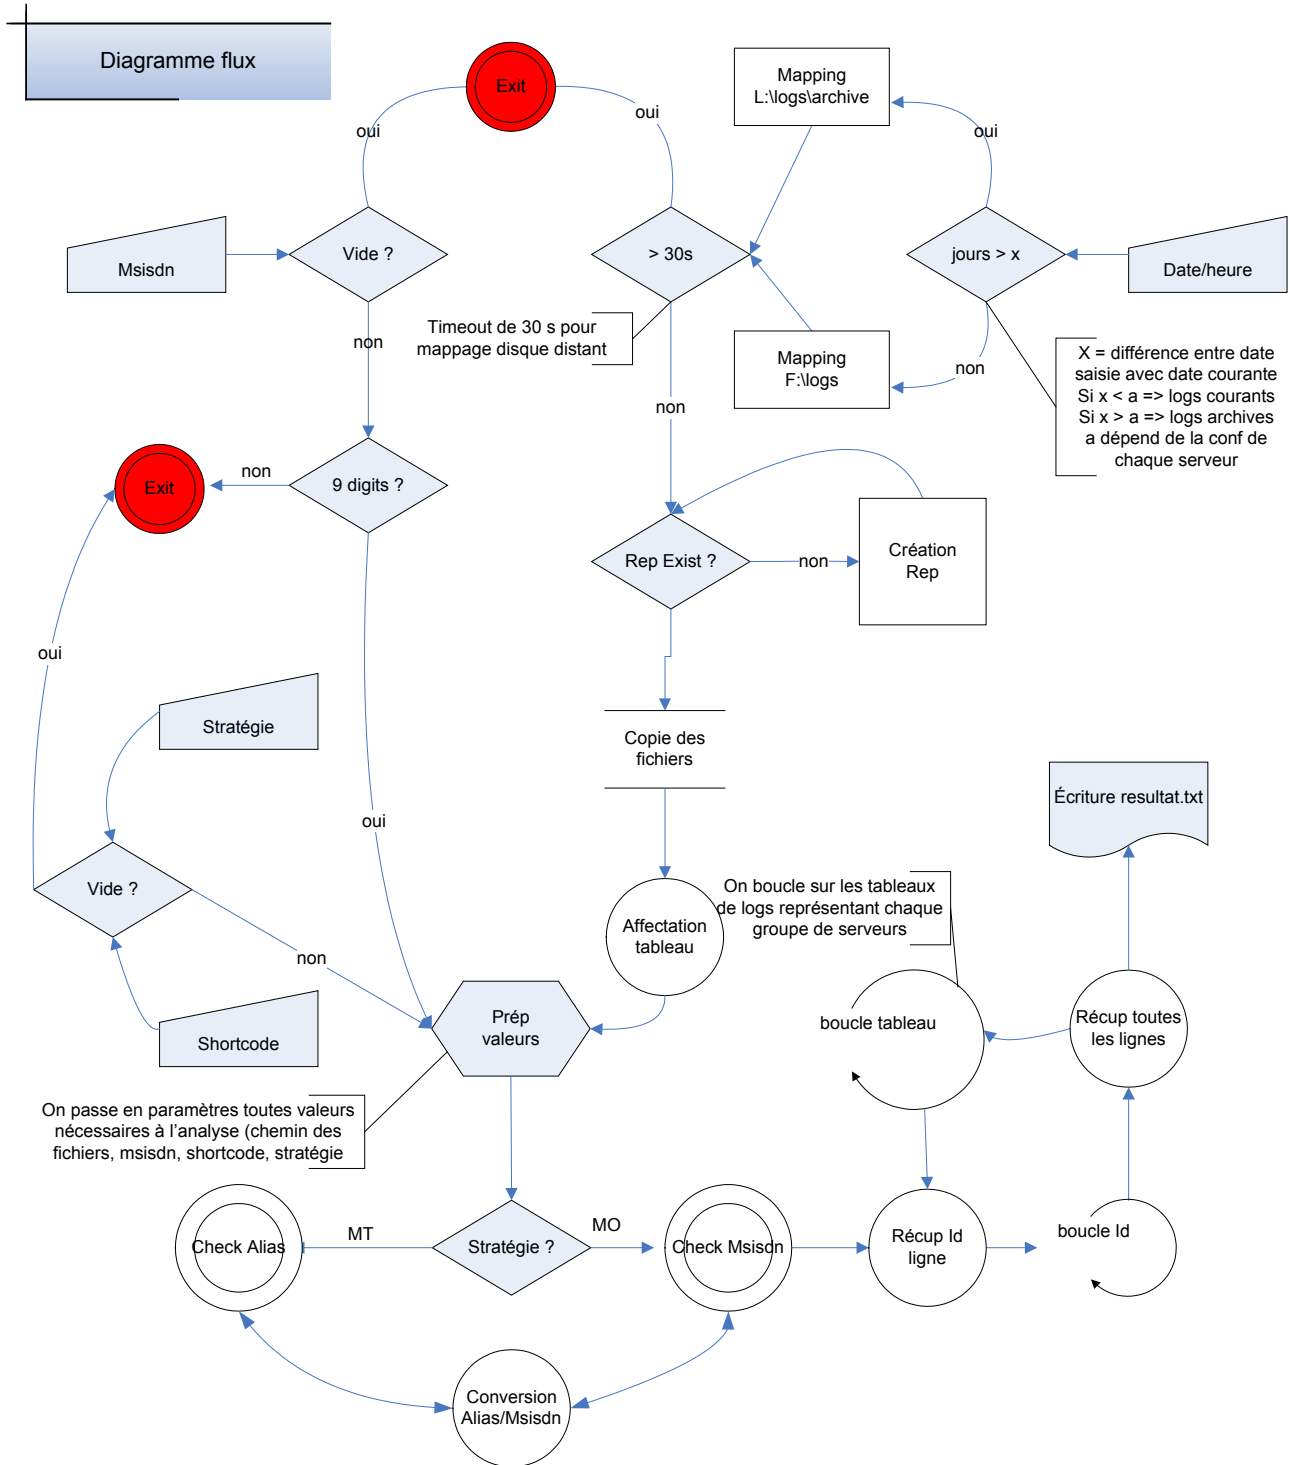 Diagramme flux
Exit
Mapping
L:\logs\archive
oui
oui
oui
Msisdn
Vide ?
> 30s
jours > x
Date/heure
Timeout de 30 s pour
mappage disque distant
non
Mapping
F:\logs
non
X = différence entre date
saisie avec date courante
Si x < a => logs courants
Si x > a => logs archives
a dépend de la conf de
chaque serveur
non
Exit
non
9 digits ?
Rep Exist ?
non
Création
Rep
oui
Stratégie
Copie des
fichiers
Écriture resultat.txt
oui
Vide ?
On boucle sur les tableaux
de logs représentant chaque
groupe de serveurs
Affectation
tableau
non
Prép
valeurs
boucle tableau
Récup toutes
les lignes
Shortcode
On passe en paramètres toutes valeurs
nécessaires à l'analyse (chemin des
fichiers, msisdn, shortcode, stratégie
Check Alias
MT
Stratégie ?
MO
Check Msisdn
Récup Id
ligne
boucle Id
Conversion
Alias/Msisdn